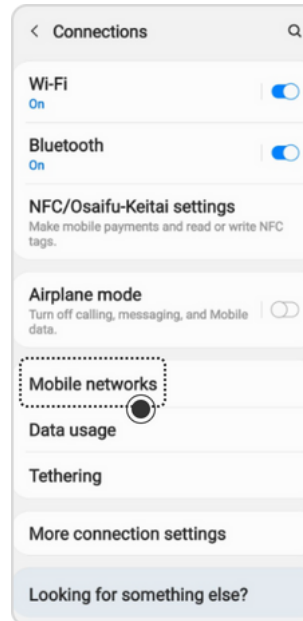 Connections
Wi-Fi
On
Bluetooth
On
NFC/Osaifu-Keitai settings
Make mobile payments and read or write NFC
tags.
Airplane mode
Turn off calling, messaging, and Mobile
data.
Mobile networks
Data usage
Tethering
More connection settings
Looking for something else?